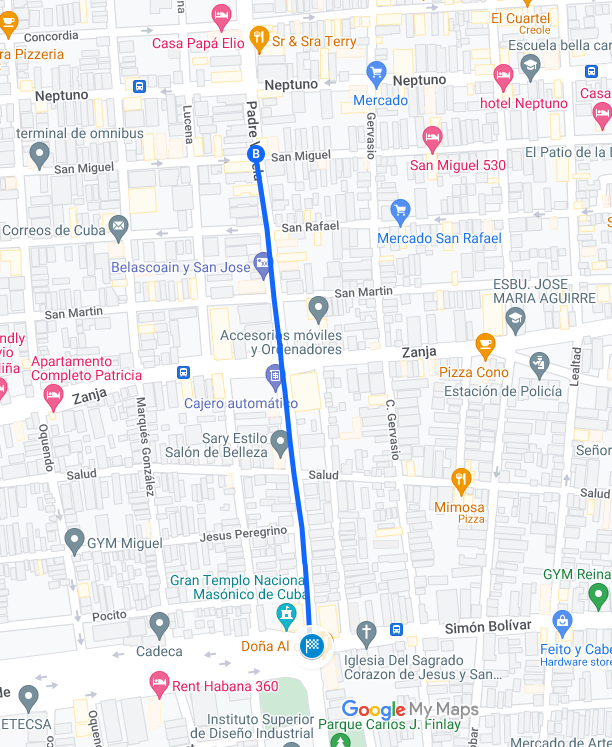 El Cuartel
Creole
Concordia
Casa Papá Elio
Sr & Sra Terry
ra Pizzeria
Escuela bella car
Neptuno
Neptuno
Neptuno
Mercado
hotel Neptuno
Casa
Lucena
Padre V
Gervasio
terminal de omnibus
B
San Miguel
San Miguel
San Miguel 530
El Patio de la
San Rafael
Correos de Cuba
Mercado San Rafael
Belascoain y San Jose
ESBU. JOSE
MARIA AGUIRRE
San Martin
San Martin
Accesorios móviles
y Ordenadores
Zanja
Apartamento
Completo Patricia
Pizza Cono
Estación de Policía
Lealtad
Zanja
Cajero automático
Marqués González
C. Gervasio
Oquendo
Sary Estilo
Salón de Belleza
Señor
Salud
Salud
Salud
Mimosa
Pizza
Jesus Peregrino
GYM Miguel
Gran Templo Naciona
Masónico de Cuba
GYM Reina
Pocito
Simón Bolívar
Cadeca
Doña Al
Feito y Cabe
Hardware store
Iglesia Del Sagrado
Corazon de Jesus y San...
Rent Habana 360
de
ETECSA
Oquendo
Google My Maps
Instituto Superior
de Diseño Industrial
Parque Carlos J. Finlay
Mercado de Arte